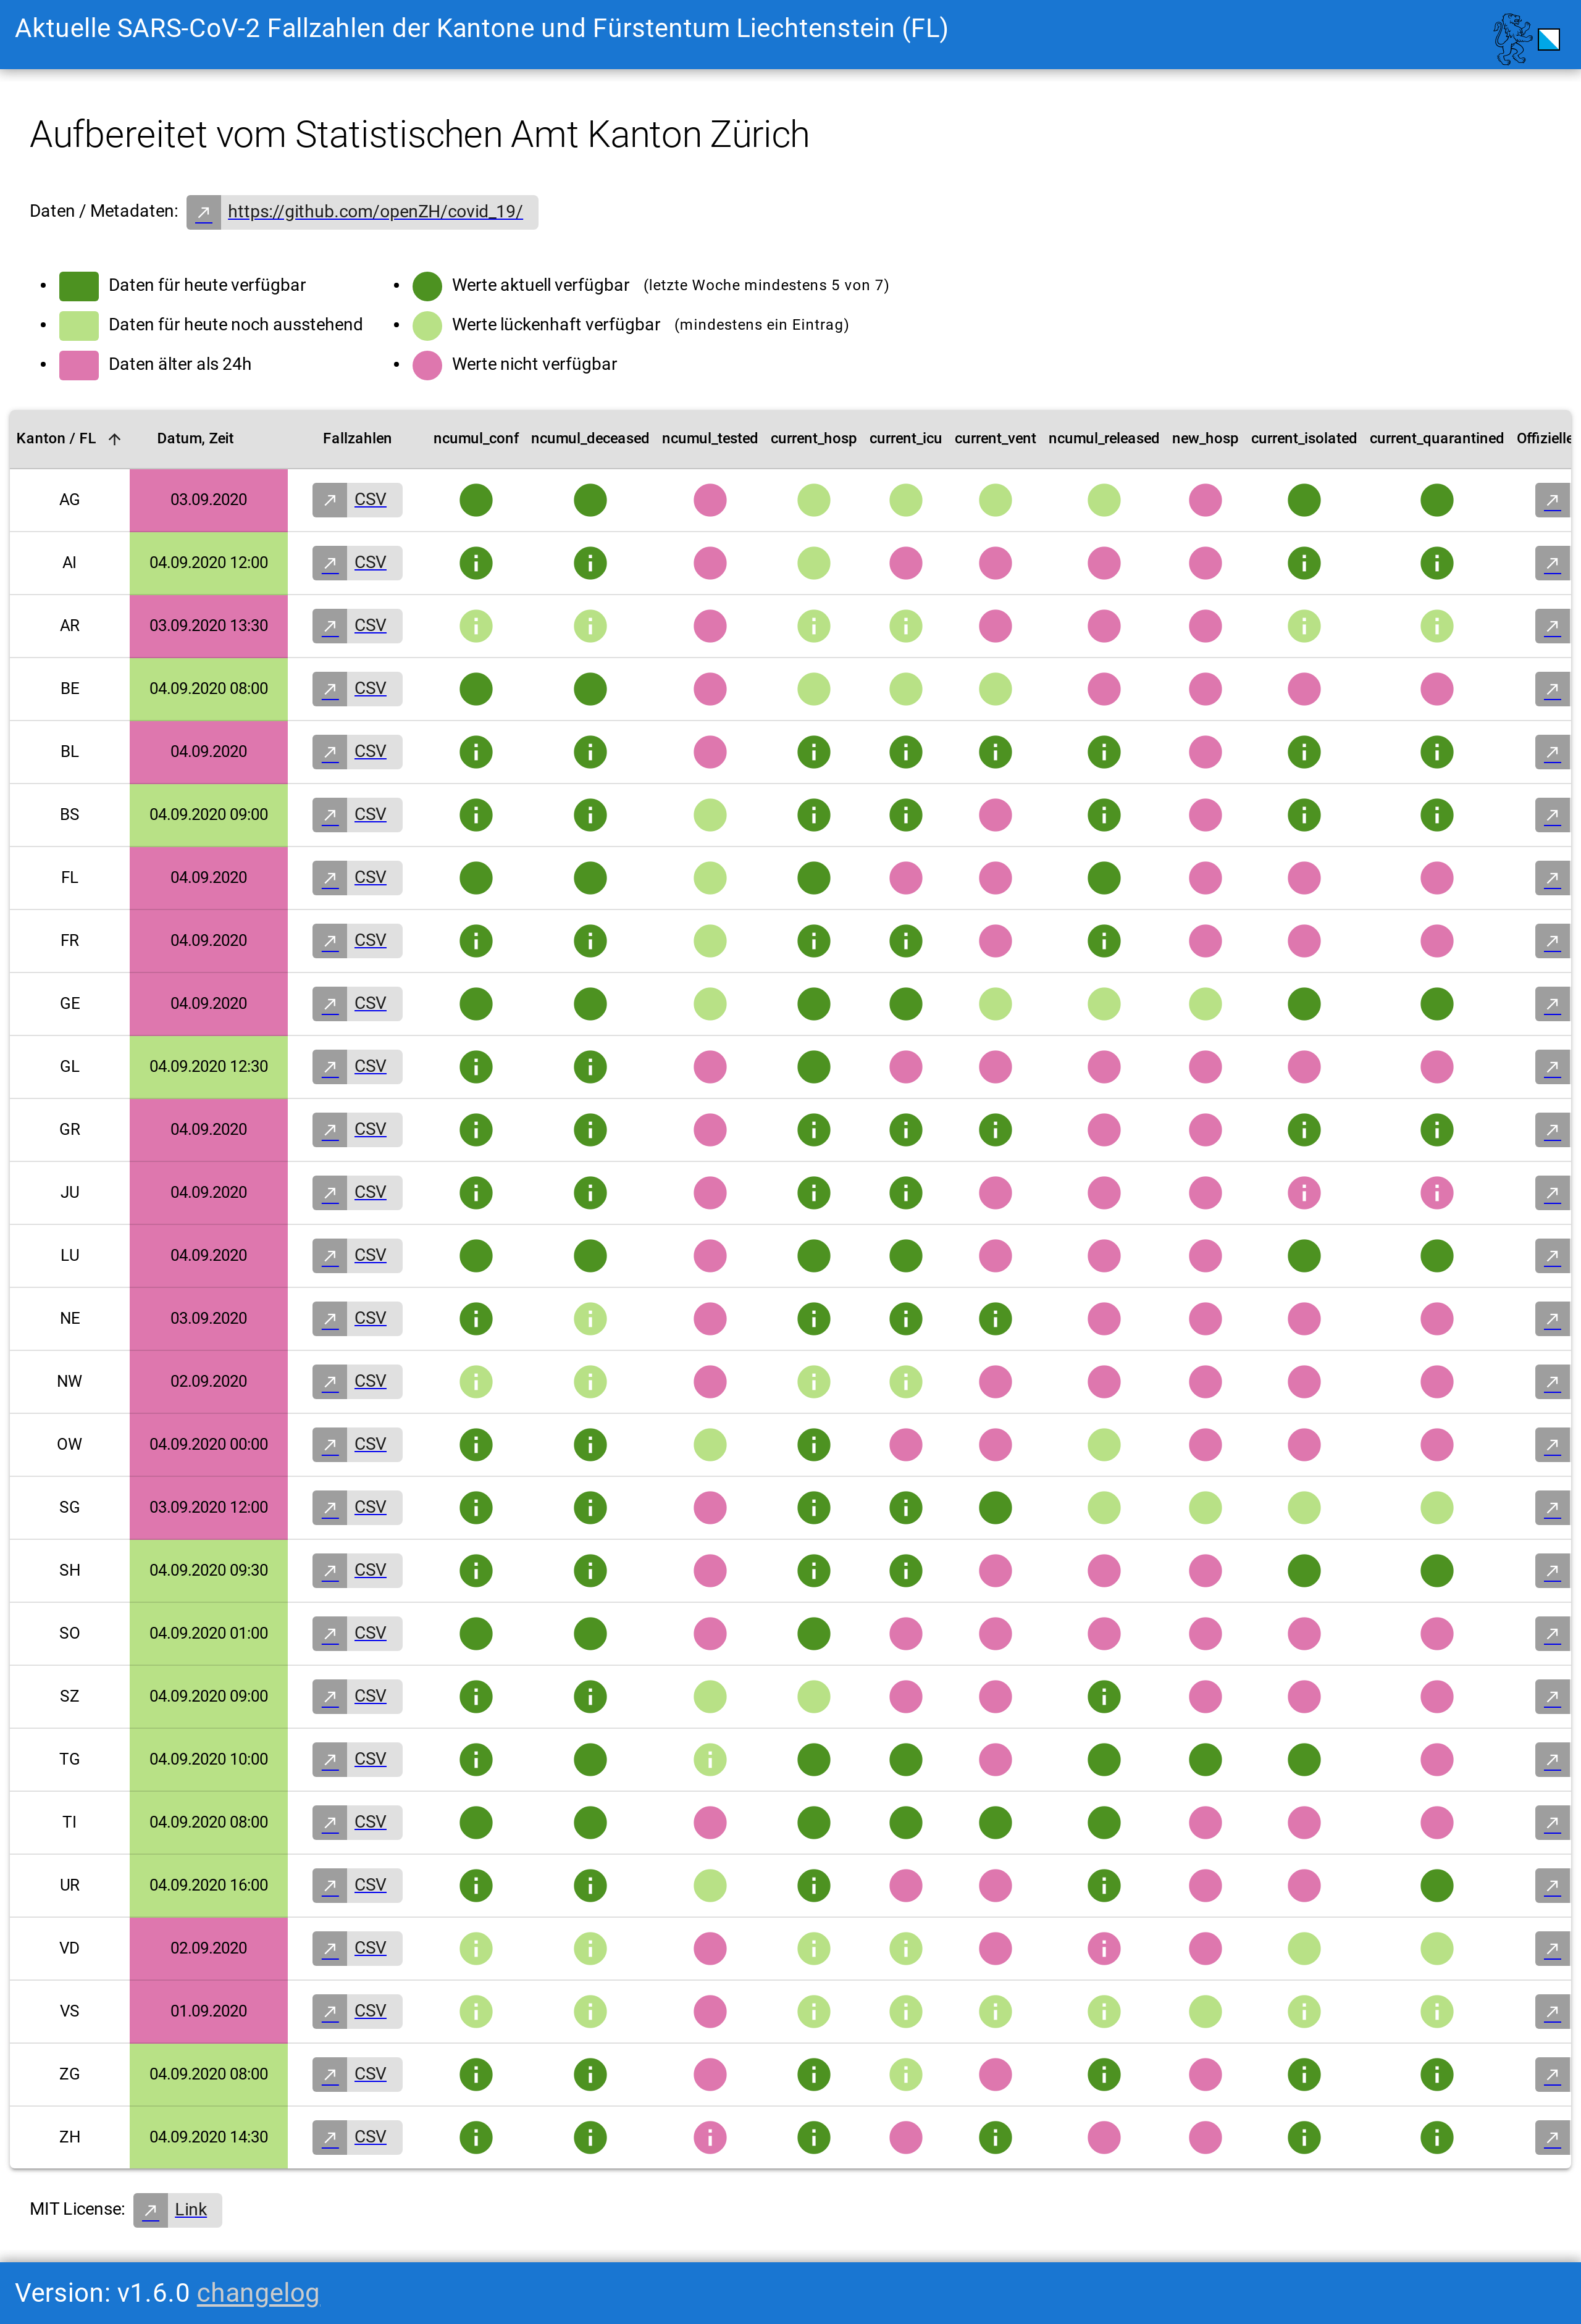 Aktuelle SARS-CoV-2 Fallzahlen der Kantone und Fürstentum Liechtenstein (FL)
Aufbereitet vom Statistischen Amt Kanton Zürich
Daten / Metadaten: https://github.com/openZH/covid_19/
Daten für heute verfügbar
Daten für heute noch ausstehend
Daten älter als 24h
Werte aktuell verfügbar (letzte Woche mindestens 5 von 7)
Werte lückenhaft verfügbar (mindestens ein Eintrag)
Werte nicht verfügbar
Kanton / FL Datum, Zeit Fallzahlen ncumul_conf ncumul_deceased ncumul_tested current_hosp current_icu current_vent ncumul_released new_hosp current_isolated current_quarantined Offizielle
AG 03.09.2020 CSV
AI 04.09.2020 12:00 CSV
AR 03.09.2020 13:30 CSV
BE 04.09.2020 08:00 CSV
BL 04.09.2020 CSV
BS 04.09.2020 09:00 CSV
FL 04.09.2020 CSV
FR 04.09.2020 CSV
GE 04.09.2020 CSV
GL 04.09.2020 12:30 CSV
GR 04.09.2020 CSV
JU 04.09.2020 CSV
LU 04.09.2020 CSV
NE 03.09.2020 CSV
NW 02.09.2020 CSV
OW 04.09.2020 00:00 CSV
SG 03.09.2020 12:00 CSV
SH 04.09.2020 09:30 CSV
SO 04.09.2020 01:00 CSV
SZ 04.09.2020 09:00 CSV
TG 04.09.2020 10:00 CSV
TI 04.09.2020 08:00 CSV
UR 04.09.2020 16:00 CSV
VD 02.09.2020 CSV
VS 01.09.2020 CSV
ZG 04.09.2020 08:00 CSV
ZH 04.09.2020 14:30 CSV
MIT License: Link
Version: v1.6.0 changelog